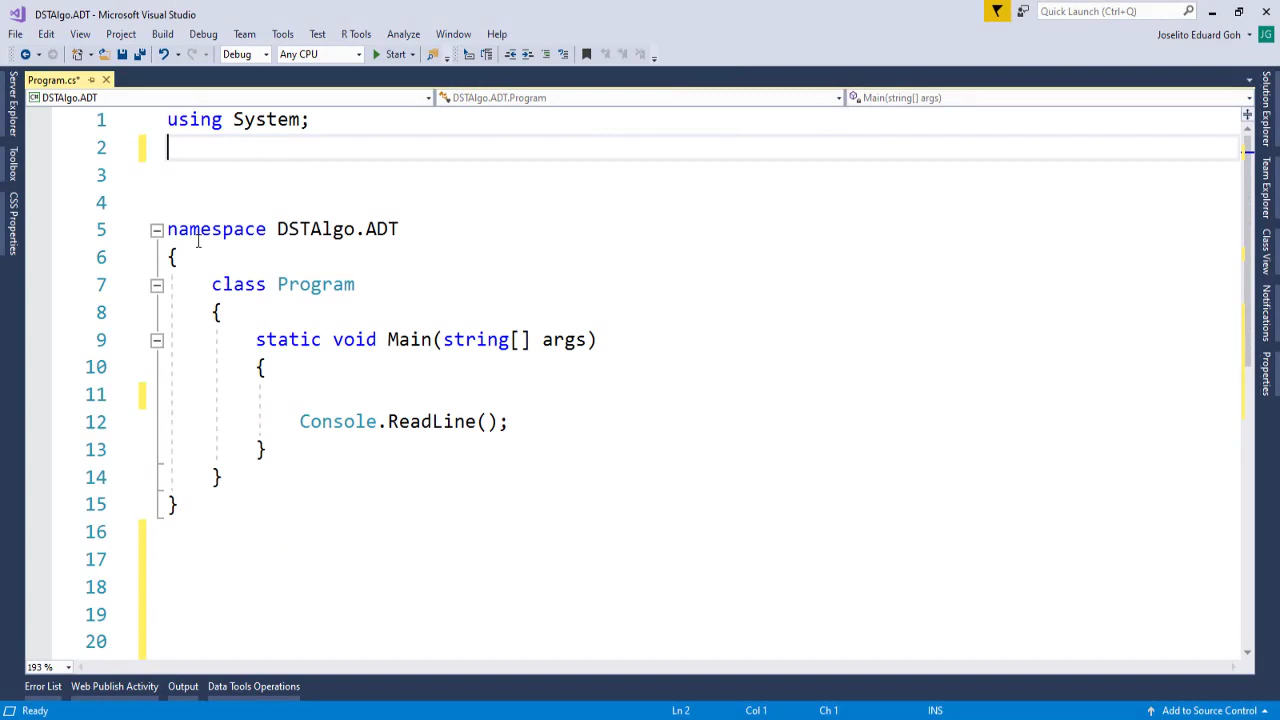 DSTAlgo.ADT - Microsoft Visual Studio
Quick Launch (Ctrl+Q)
File Edit View Project Build Debug Team Tools Test R Tools Analyze Window Help
Joselito Eduard Goh JG
Debug Any CPU Start
Program.cs*
DSTAlgo.ADT DSTAlgo.ADT.Program Main(string[] args)
1 using System;
2
3
4
5 namespace DSTAlgo.ADT
6 {
7 class Program
8 {
9 static void Main(string[] args)
10 {
11
12 Console.ReadLine();
13 }
14 }
15 }
16
17
18
19
20
Server Explorer
Toolbox
CSS Properties
Solution Explorer
Team Explorer
Class View
Notifications
Properties
193 %
Error List Web Publish Activity Output Data Tools Operations
Ready Ln 2 Col 1 Ch 1 INS Add to Source Control